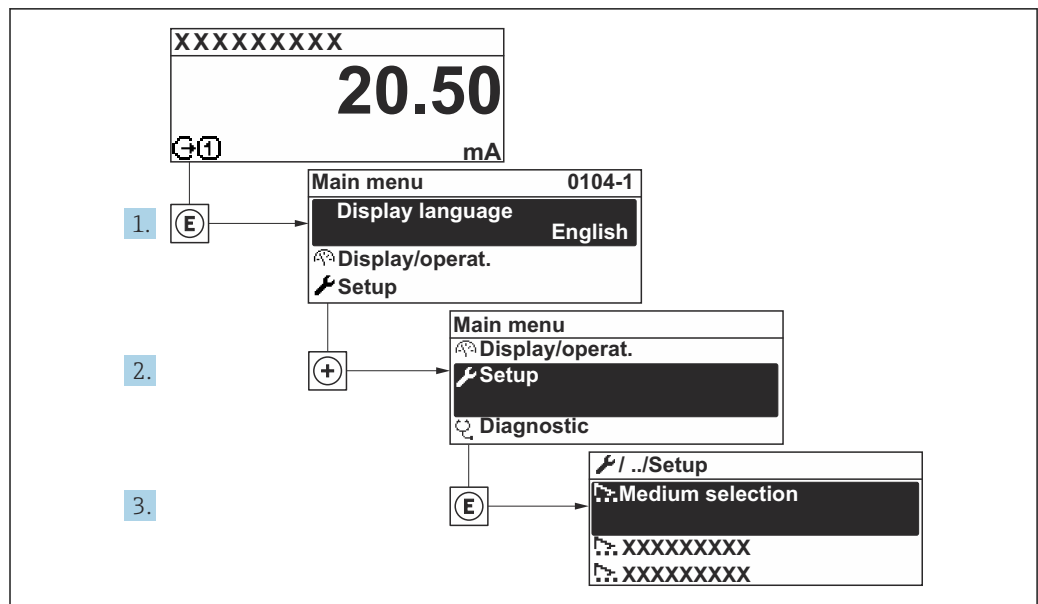 XXXXXXXXX
20.50
1 mA
Main menu 0104-1
1. E Display language
English
Display/operat.
Setup
Main menu
Display/operat.
2. + Setup
Diagnostic
/ ../Setup
3. E Medium selection
XXXXXXXXX
XXXXXXXXX